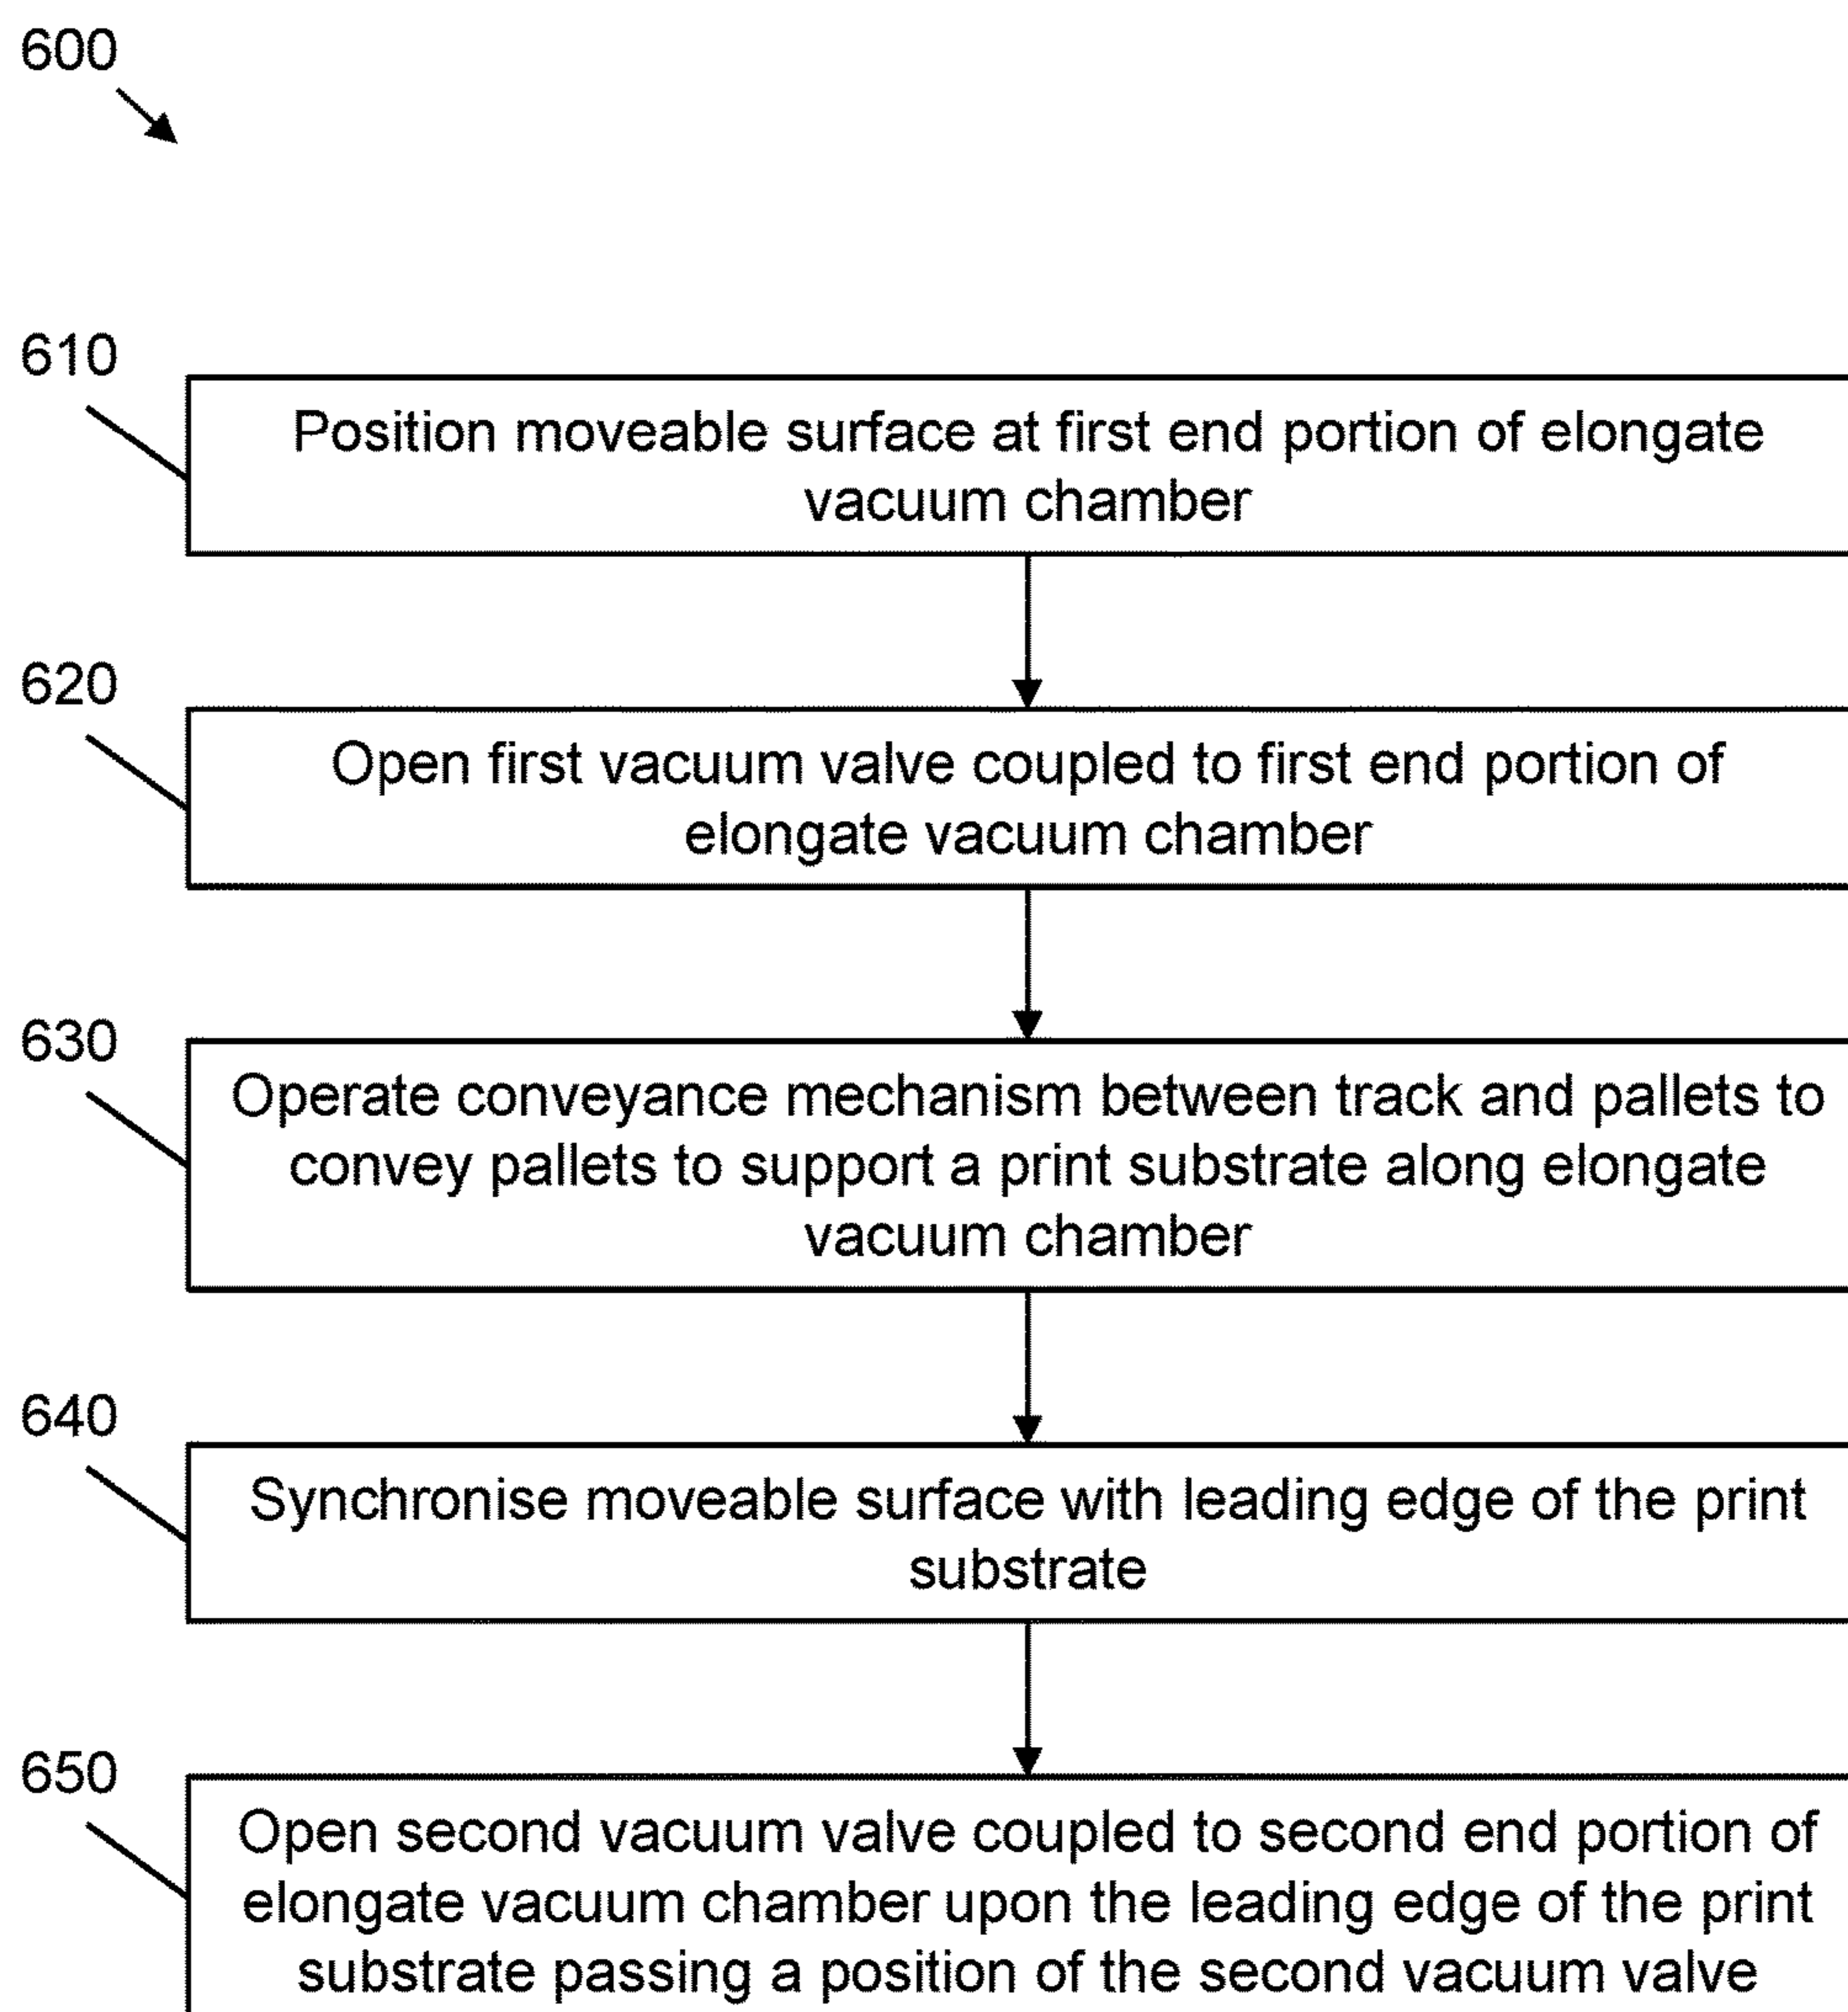 600
610
Position moveable surface at first end portion of elongate
vacuum chamber
620
Open first vacuum valve coupled to first end portion of
elongate vacuum chamber
630
Operate conveyance mechanism between track and pallets to
convey pallets to support a print substrate along elongate
vacuum chamber
640
Synchronise moveable surface with leading edge of the print
substrate
650
Open second vacuum valve coupled to second end portion of
elongate vacuum chamber upon the leading edge of the print
substrate passing a position of the second vacuum valve